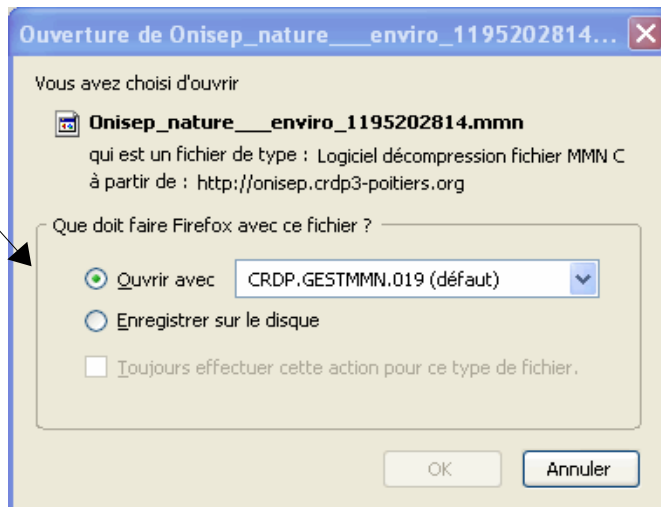 Ouverture de Onisep_nature___enviro_1195202814...
Vous avez choisi d'ouvrir
Onisep_nature___enviro_1195202814.mmn
qui est un fichier de type : Logiciel décompression fichier MMN C
à partir de : http://onisep.crdp3-poitiers.org
Que doit faire Firefox avec ce fichier ?
Ouvrir avec CRDP.GESTMMN.019 (défaut)
Enregistrer sur le disque
Toujours effectuer cette action pour ce type de fichier.
OK Annuler